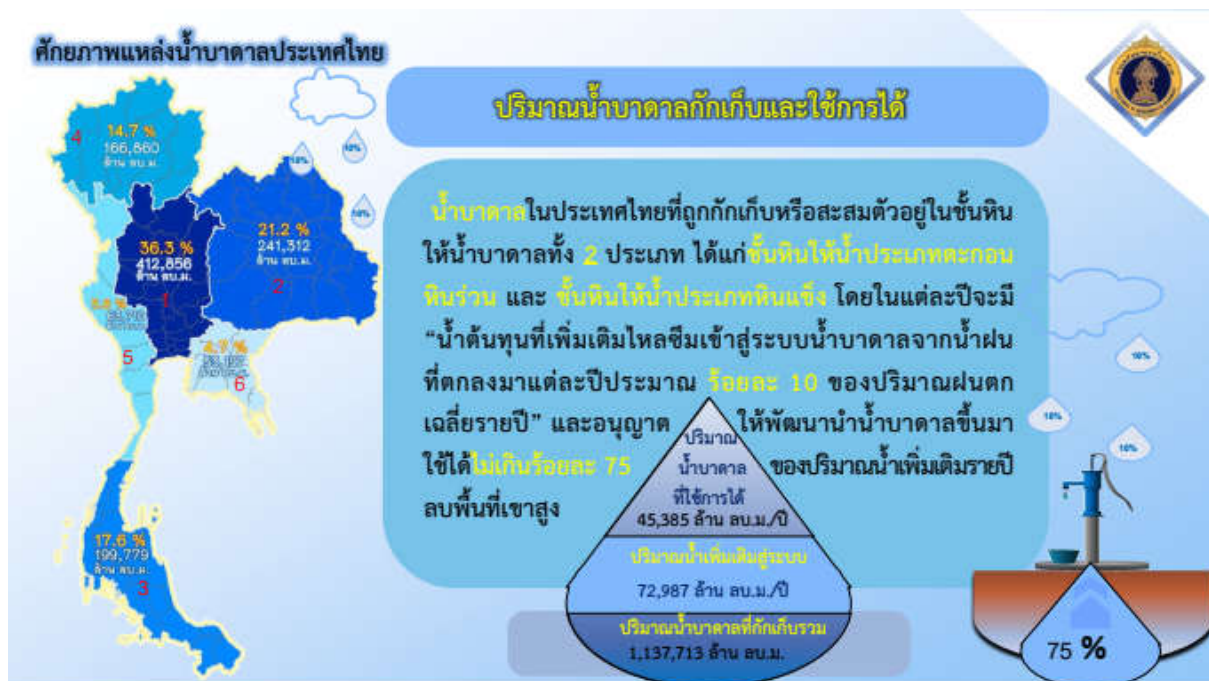 ศักยภาพแหล่งน้ำบาดาลประเทศไทย
ปริมาณน้ำบาดาลกักเก็บและใช้การได้
4
14.7 %
166,860
ล้าน ลบ.ม.
10%
10%
10%
21.2 %
241,312
ล้าน ลบ.ม.
2
36.3 %
412,856
ล้าน ลบ.ม.
1
5
6
17.6 %
199,779
ล้าน ลบ.ม.
3
น้ำบาดาลในประเทศไทยที่ถูกกักเก็บหรือสะสมตัวอยู่ในชั้นหิน
ให้น้ำบาดาลทั้ง 2 ประเภท ได้แก่ชั้นหินให้น้ำประเภทตะกอน
หินร่วน และ ชั้นหินให้น้ำประเภทหินแข็ง โดยในแต่ละปีจะมี
“น้ำต้นทุนที่เพิ่มเติมไหลซึมเข้าสู่ระบบน้ำบาดาลจากน้ำฝน
ที่ตกลงมาแต่ละปีประมาณ ร้อยละ 10 ของปริมาณฝนตก
เฉลี่ยรายปี” และอนุญาต ให้พัฒนานำน้ำบาดาลขึ้นมา
ใช้ได้ไม่เกินร้อยละ 75 ของปริมาณน้ำเพิ่มเติมรายปี
ลบพื้นที่เขาสูง
ปริมาณ
น้ำบาดาล
ที่ใช้การได้
45,385 ล้าน ลบ.ม./ปี
ปริมาณน้ำเพิ่มเติมสู่ระบบ
72,987 ล้าน ลบ.ม./ปี
ปริมาณน้ำบาดาลที่กักเก็บรวม
1,137,713 ล้าน ลบ.ม.
10%
10%
10%
75 %